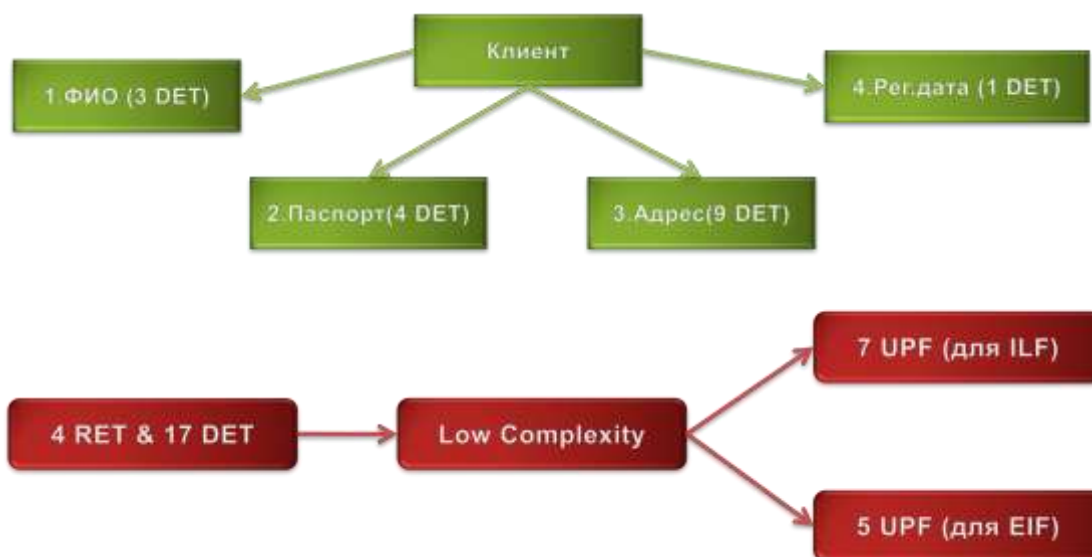 Клиент
1.ФИО (3 DET)
4.Рег.дата (1 DET)
2.Паспорт(4 DET)
3.Адрес(9 DET)
7 UPF (для ILF)
4 RET & 17 DET
Low Complexity
5 UPF (для EIF)